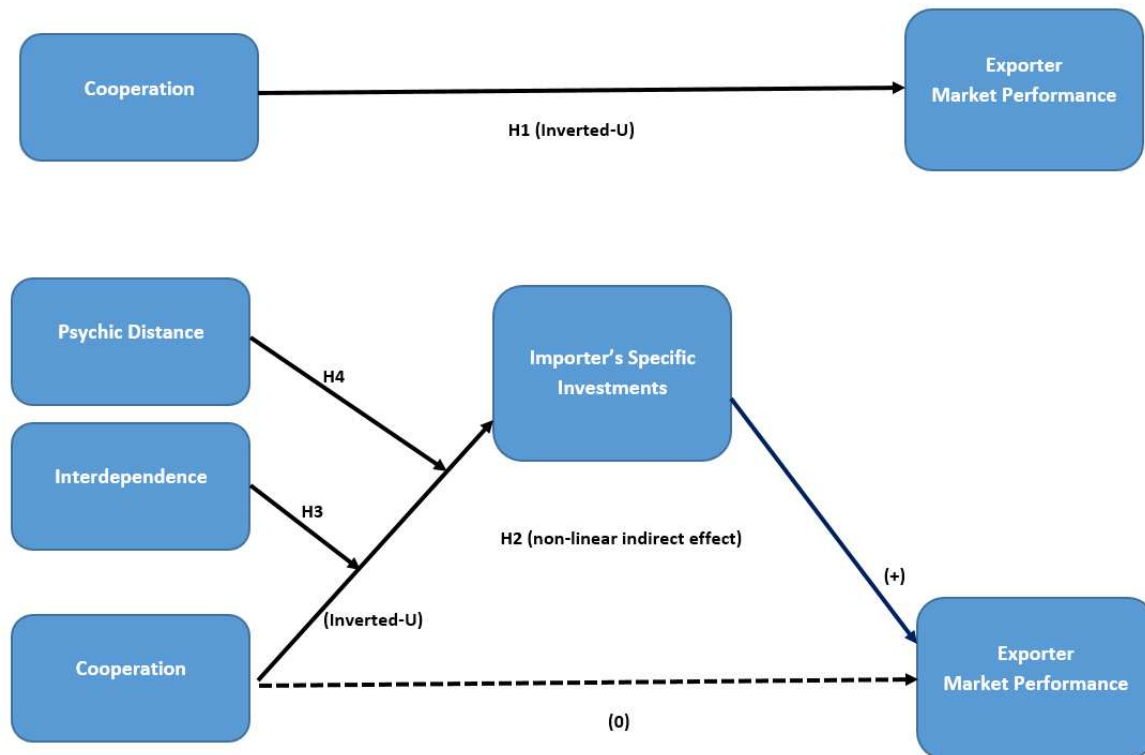 Cooperation
Exporter
Market Performance
H1 (Inverted-U)
Psychic Distance
H4
Importer's Specific
Investments
Interdependence
H3
H2 (non-linear indirect effect)
(+)
(Inverted-U)
Cooperation
Exporter
Market Performance
(0)